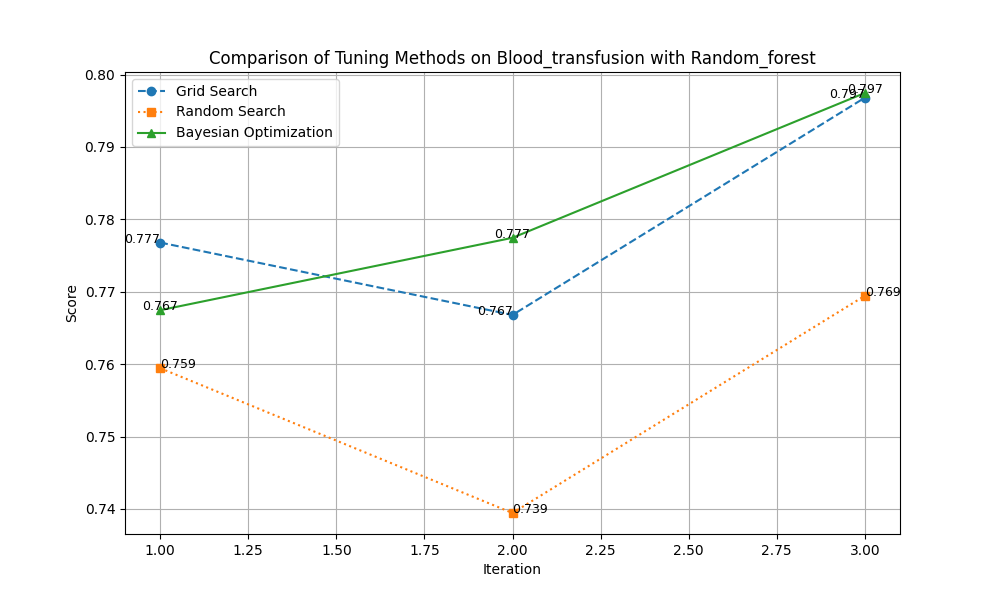 Comparison of Tuning Methods on Blood_transfusion with Random_forest
Grid Search
Random Search
Bayesian Optimization
Score
0.80
0.79
0.78
0.77
0.76
0.75
0.74
0.777
0.767
0.797
0.759
0.739
0.769
0.767
0.777
0.797
1.00 1.25 1.50 1.75 2.00 2.25 2.50 2.75 3.00
Iteration